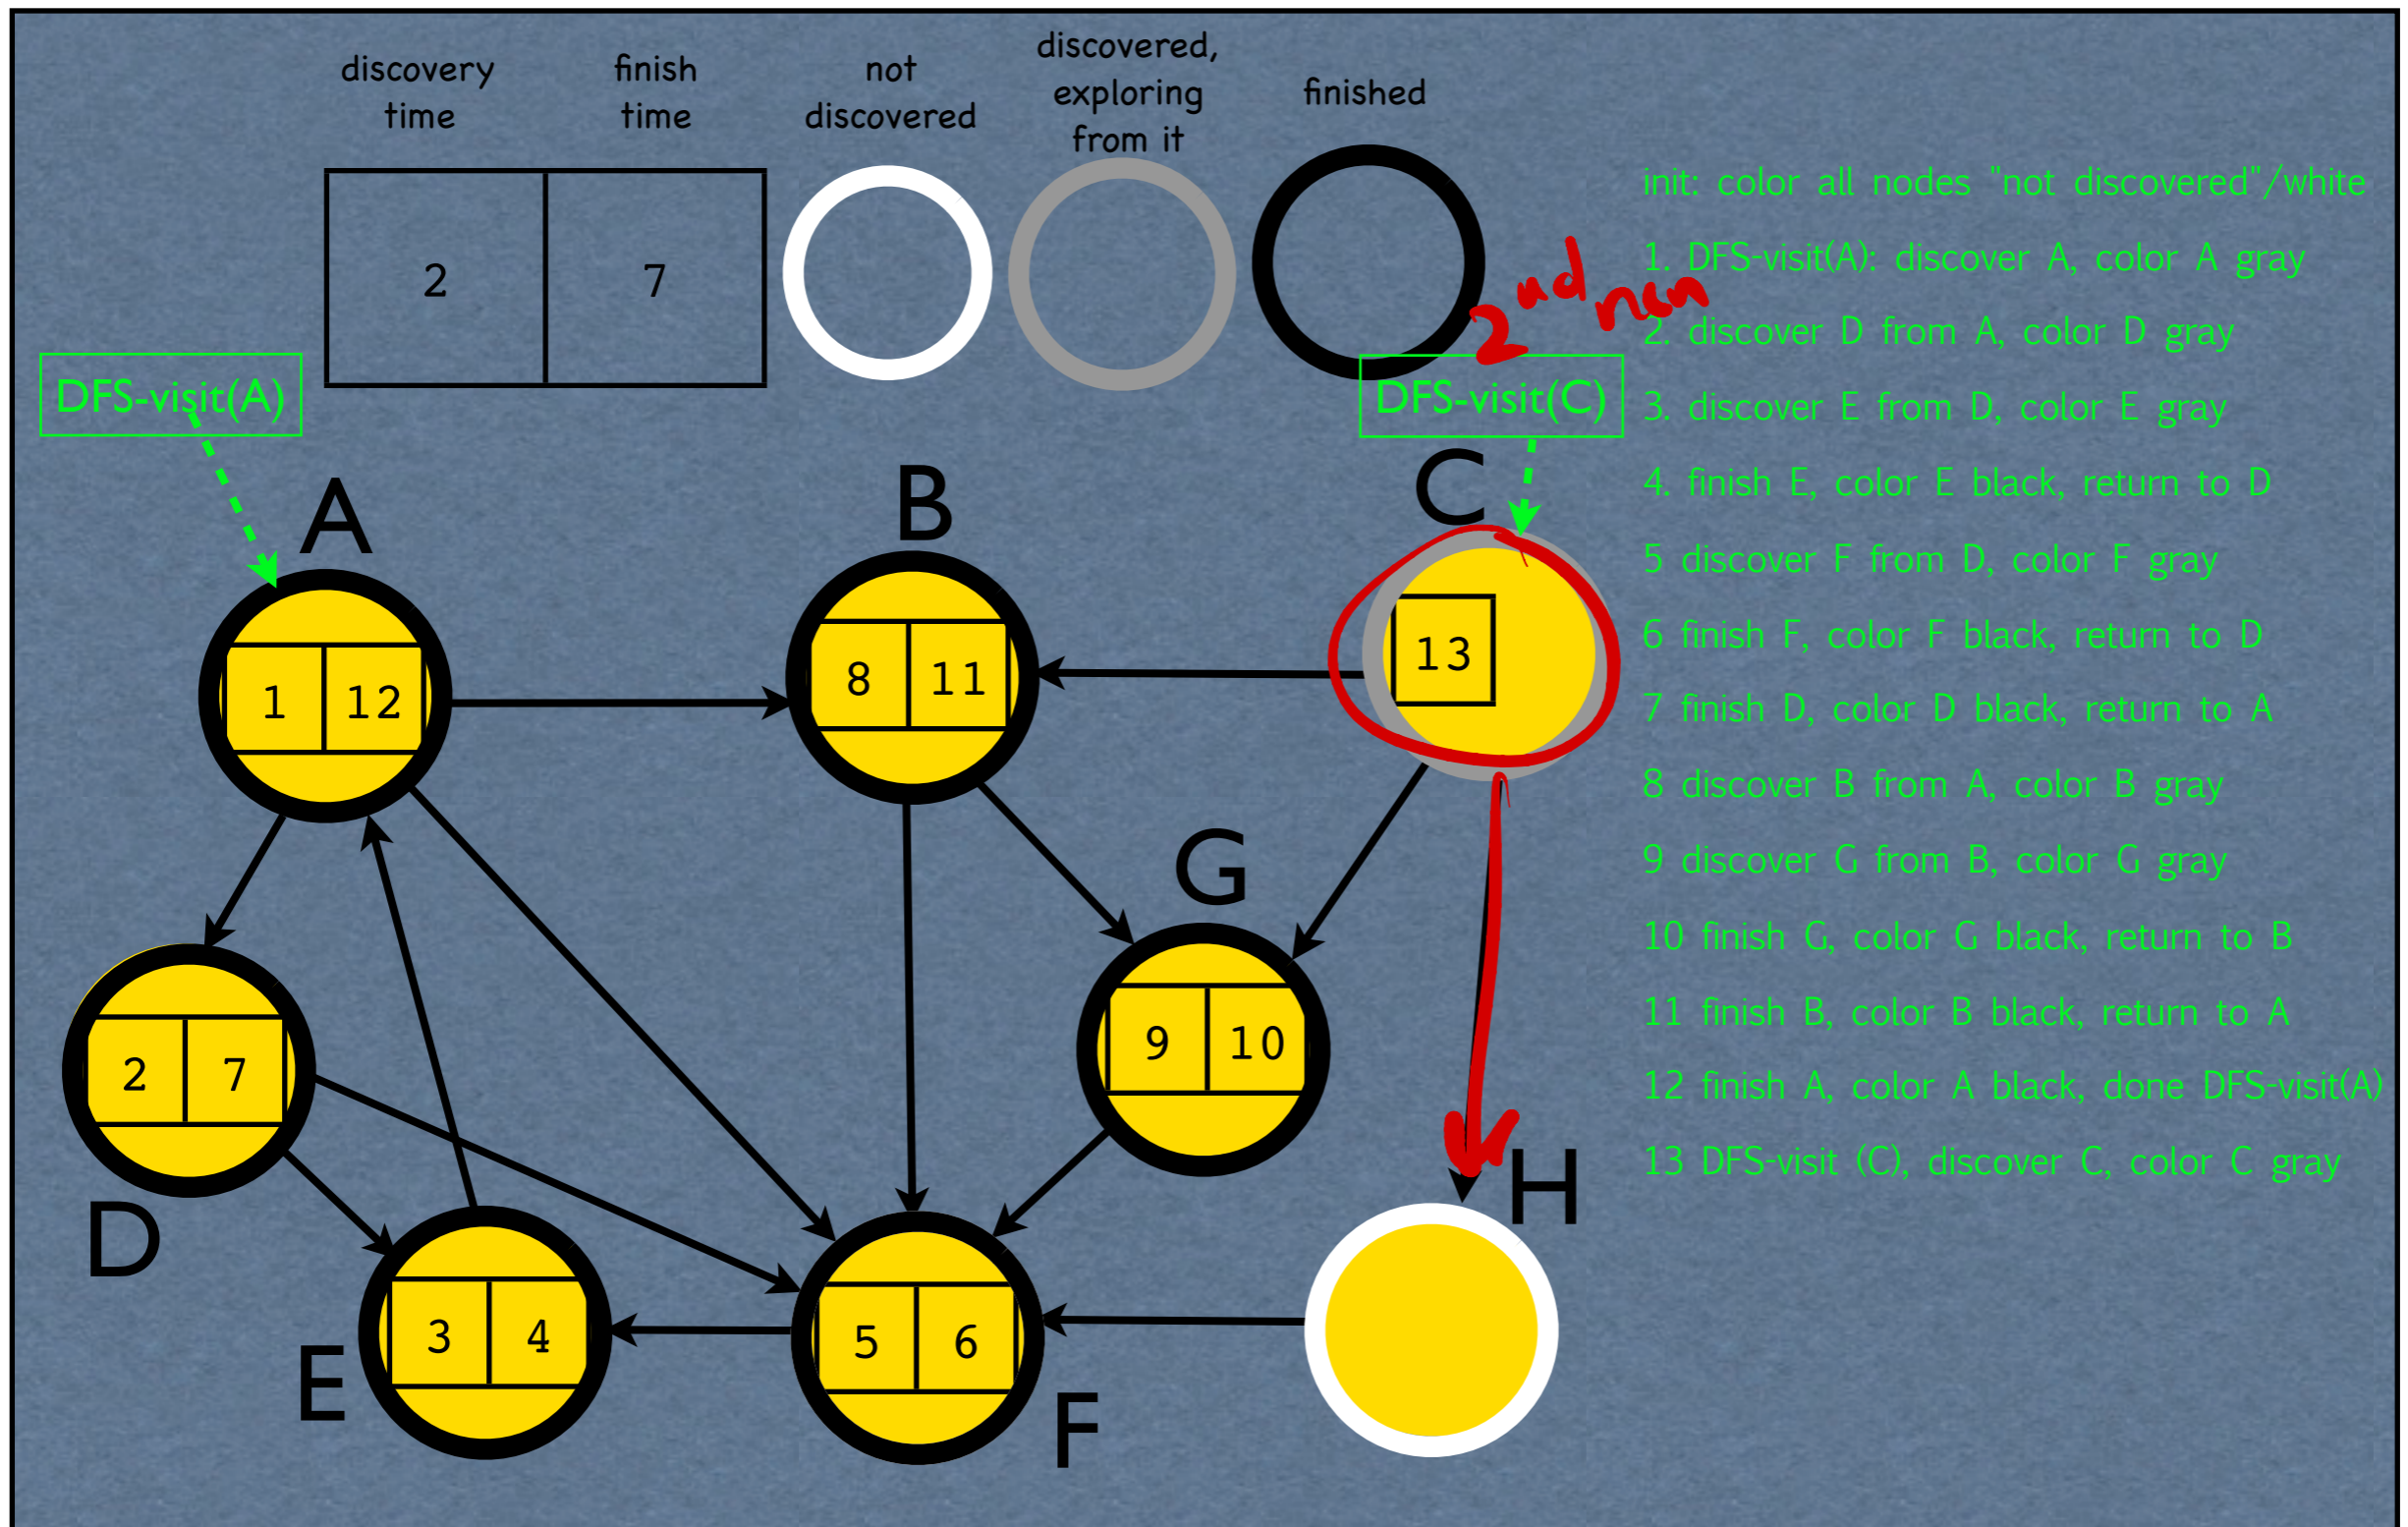 discovery time
finish time
not discovered
discovered, exploring from it
finished
2 7
init: color all nodes "not discovered"/white
1. DFS-visit(A): discover A, color A gray
2. discover D from A, color D gray
3. discover E from D, color E gray
4. finish E, color E black, return to D
5 discover F from D, color F gray
6 finish F, color F black, return to D
7 finish D, color D black, return to A
8 discover B from A, color B gray
9 discover G from B, color G gray
10 finish G, color G black, return to B
11 finish B, color B black, return to A
12 finish A, color A black, done DFS-visit(A)
13 DFS-visit (C), discover C, color C gray
2nd run
DFS-visit(A)
DFS-visit(C)
A
1 12
B
8 11
C
13
G
9 10
D
2 7
E
3 4
F
5 6
H